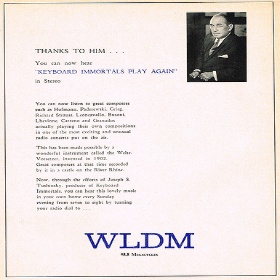 THANKS TO HIM . . .
You can now hear
"KEYBOARD IMMORTALS PLAY AGAIN"
in Stereo
You can now listen to great composers
such as Hofmann, Paderewski, Grieg,
Richard Strauss, Leoncavallo, Busoni,
Lhevinne, Carreno and Granados,
actually playing their own compositions
in one of the most exciting and unusual
radio concerts put on the air.
This has been made possible by a
wonderful instrument called the Welte-
Vorsetzer, invented in 1902.
Great composers at that time recorded
by it in a castle on the River Rhine.
Now, through the efforts of Joseph S.
Tushinsky, producer of Keyboard
Immortals, you can hear this lovely music
in your own home every Sunday
evening from seven to eight by turning
your radio dial to . . .
WLDM
95.5 Megacycles